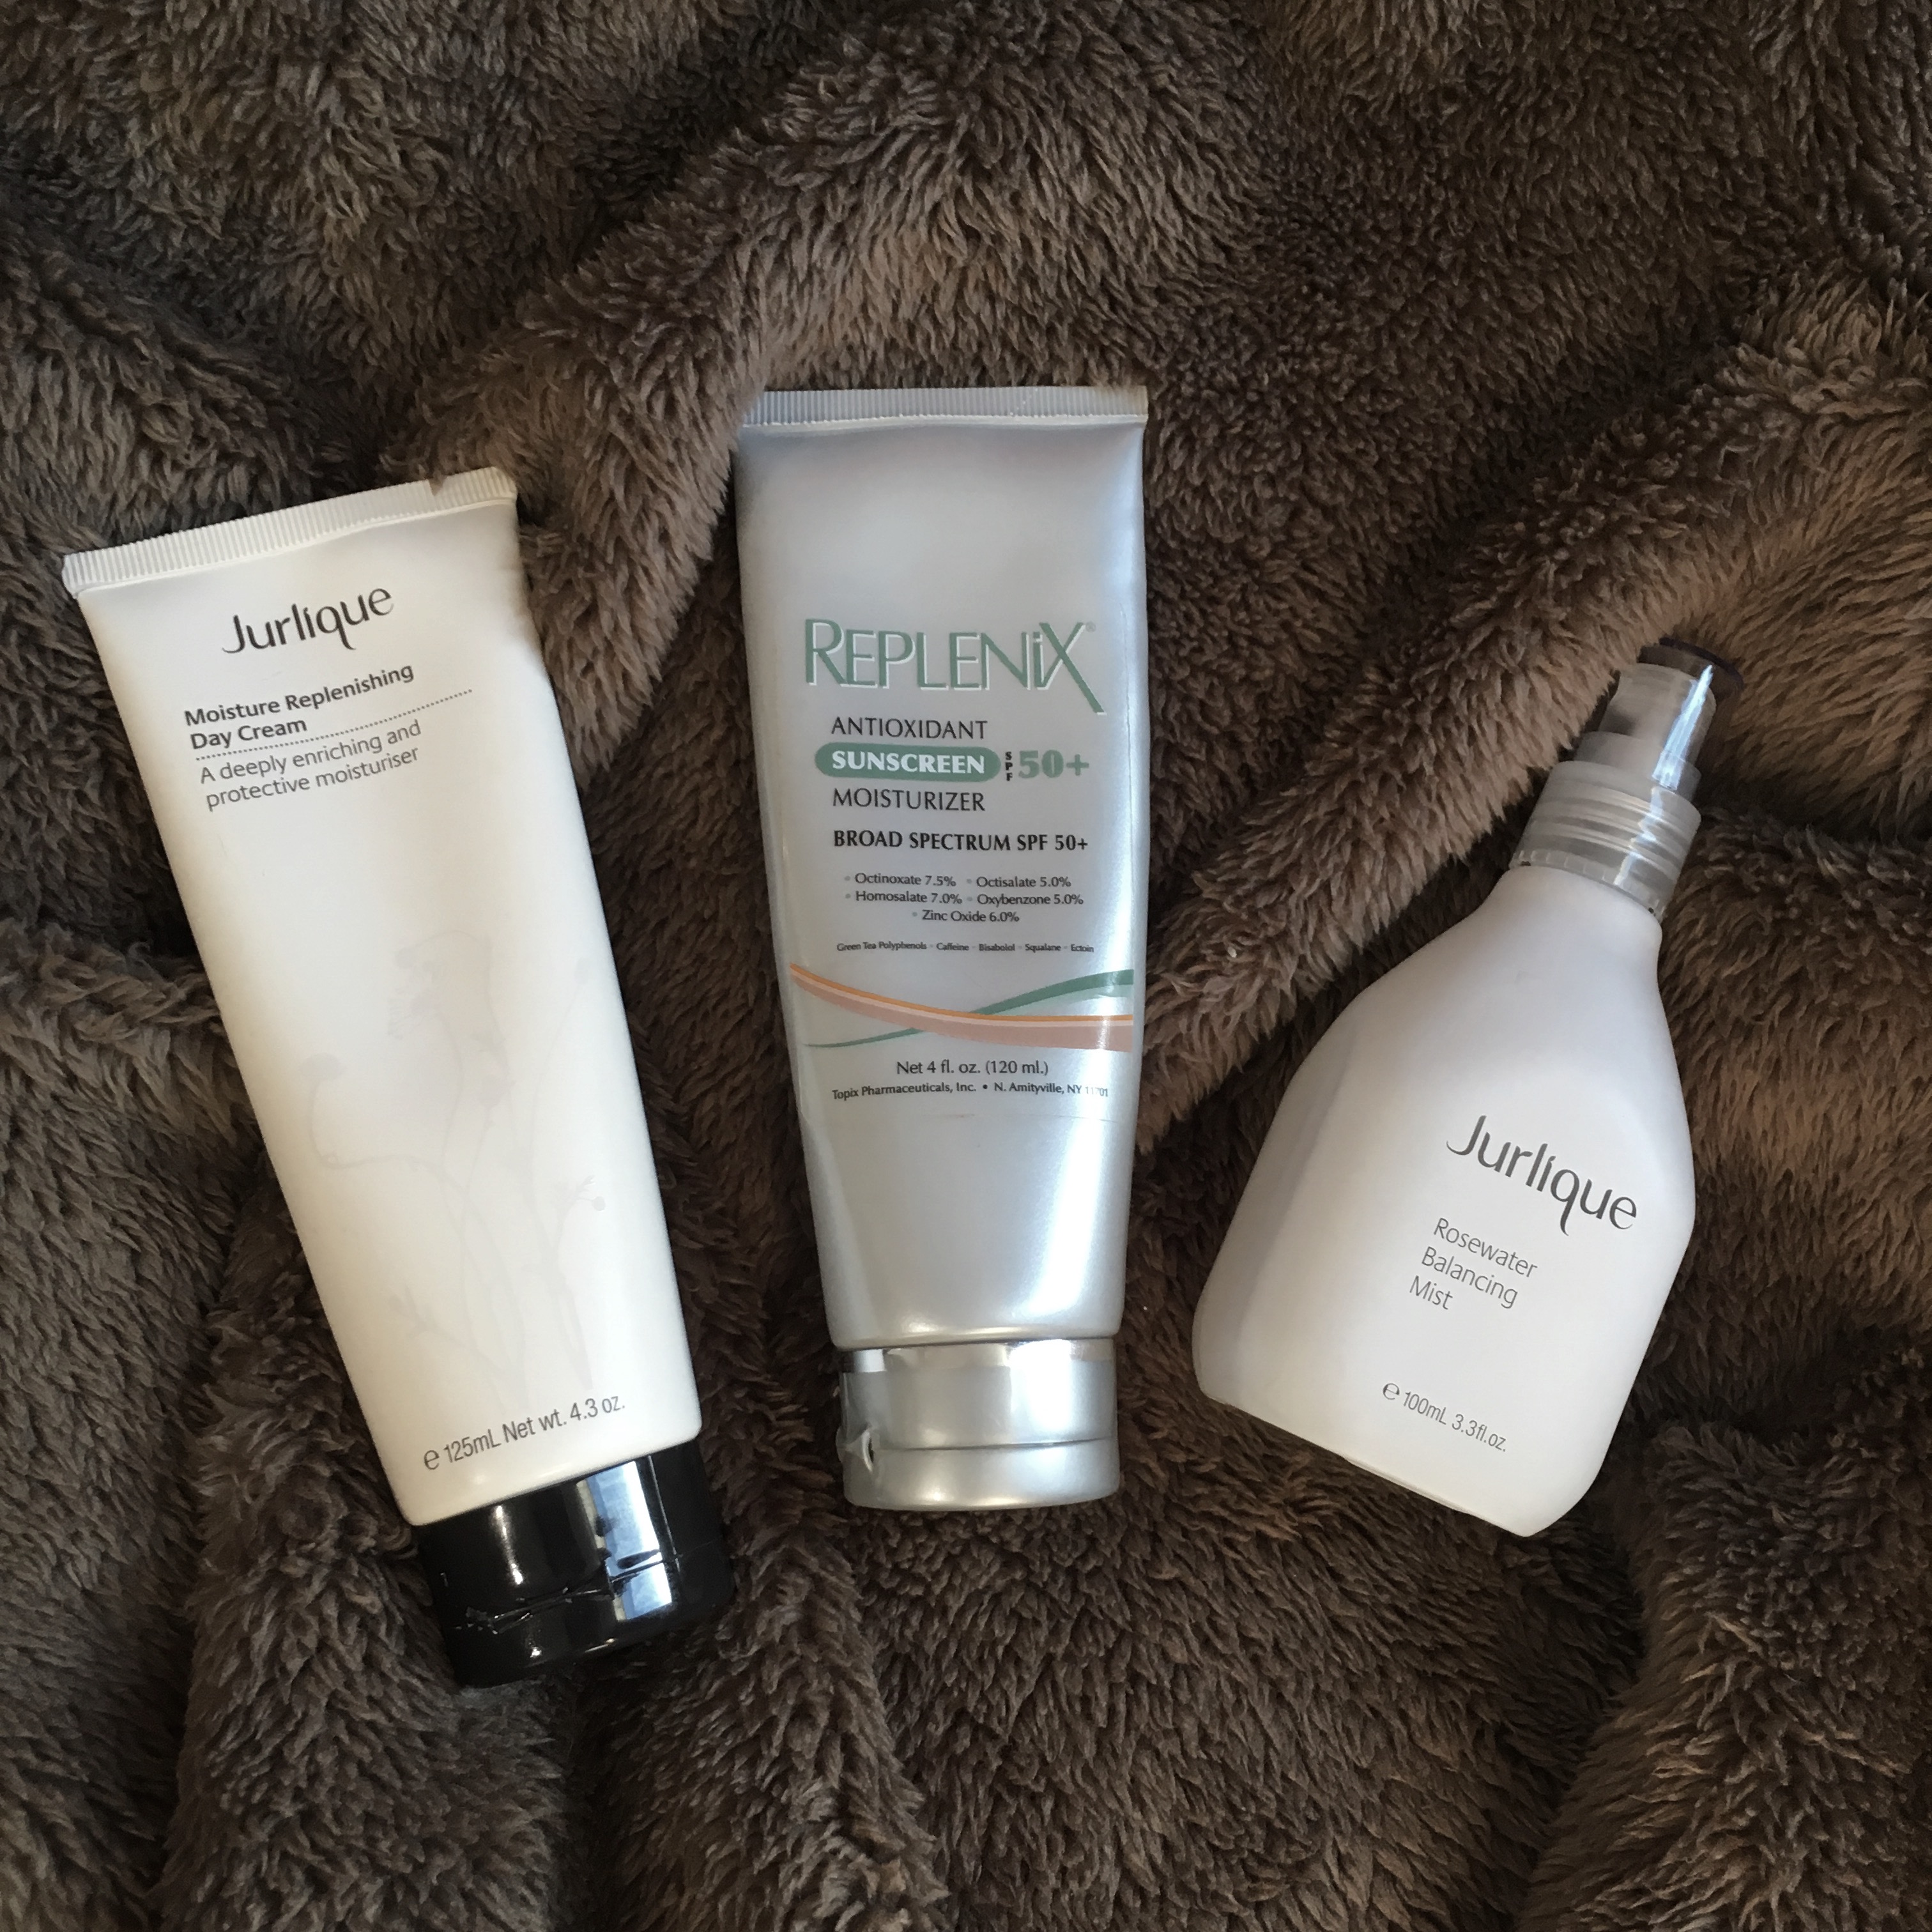 Jurlique
Moisture Replenishing
Day Cream
A deeply enriching and
protective moisturiser
e 125mL Net wt. 4.3 oz.
REPLENiX®
ANTIOXIDANT
SUNSCREEN SPF 50+
MOISTURIZER
BROAD SPECTRUM SPF 50+
• Octinoxate 7.5% • Octisalate 5.0%
• Homosalate 7.0% • Oxybenzone 5.0%
• Zinc Oxide 6.0%
Green Tea Polyphenols • Caffeine • Bisabolol • Squalane • Ectoin
Net 4 fl. oz. (120 ml.)
Topix Pharmaceuticals, Inc. • N. Amityville, NY
Jurlique
Rosewater
Balancing
Mist
e 100mL 3.3fl.oz.